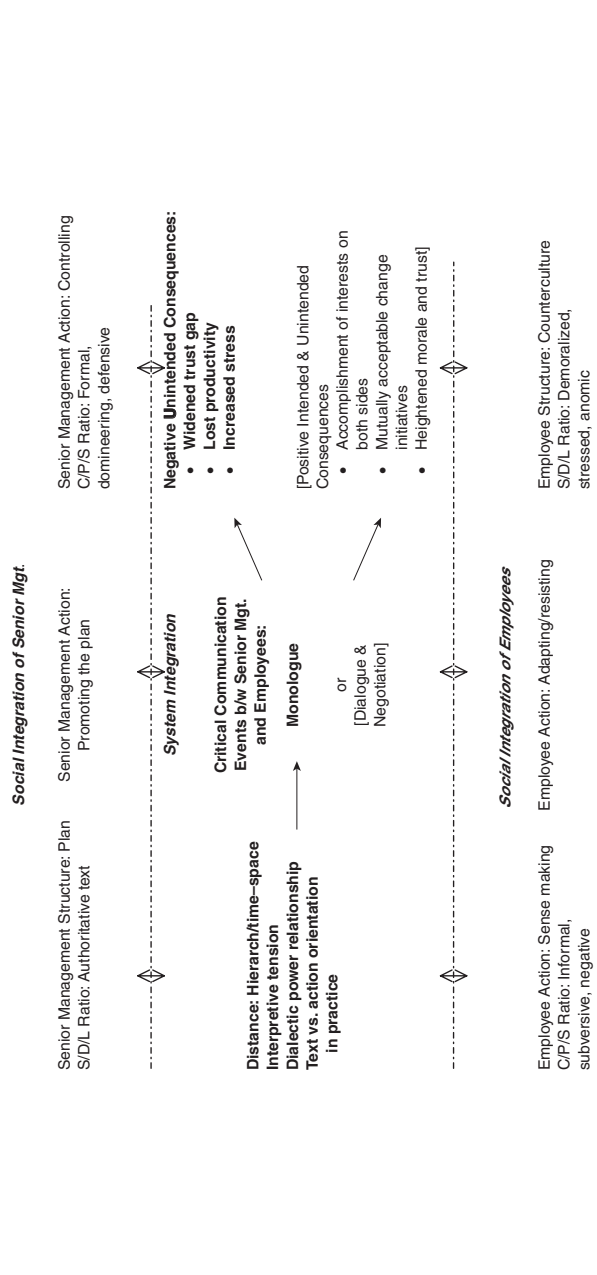 Social Integration of Senior Mgt.
Senior Management Structure: Plan
S/D/L Ratio: Authoritative text
Senior Management Action:
Promoting the plan
Senior Management Action: Controlling
C/P/S Ratio: Formal,
domineering, defensive
System Integration
Distance: Hierarch/time–space
Interpretive tension
Dialectic power relationship
Text vs. action orientation
in practice
Critical Communication
Events b/w Senior Mgt.
and Employees:
Monologue
or
[Dialogue &
Negotiation]
Negative Unintended Consequences:
• Widened trust gap
• Lost productivity
• Increased stress
[Positive Intended & Unintended
Consequences
• Accomplishment of interests on
both sides
• Mutually acceptable change
initiatives
• Heightened morale and trust]
Social Integration of Employees
Employee Action: Sense making
C/P/S Ratio: Informal,
subversive, negative
Employee Action: Adapting/resisting
Employee Structure: Counterculture
S/D/L Ratio: Demoralized,
stressed, anomic